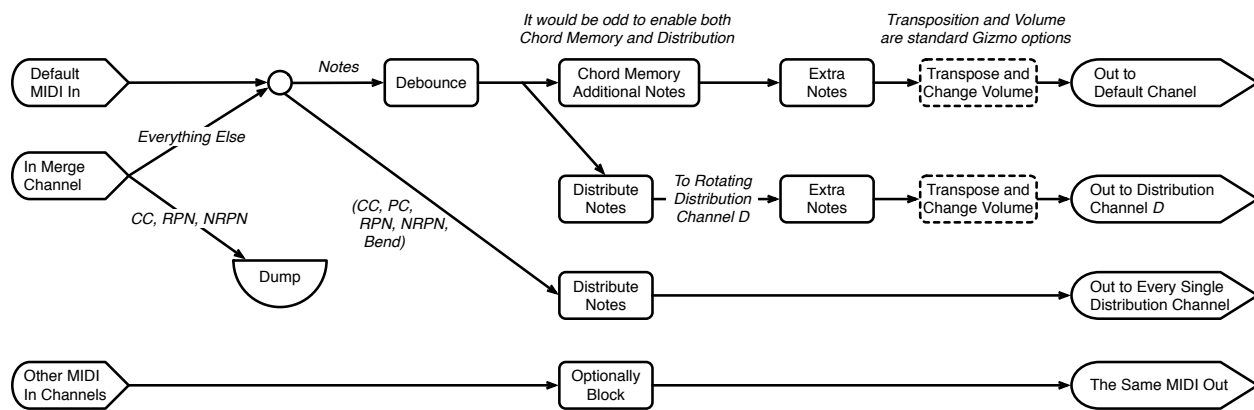 It would be odd to enable both
Chord Memory and Distribution
Transposition and Volume
are standard Gizmo options
Default
MIDI In
Notes
Debounce
Chord Memory
Additional Notes
Extra
Notes
Transpose and
Change Volume
Out to
Default Chanel
Everything Else
In Merge
Channel
CC, RPN, NRPN
Dump
(CC, PC,
RPN, NRPN,
Bend)
Distribute
Notes
To Rotating
Distribution
Channel D
Extra
Notes
Transpose and
Change Volume
Out to Distribution
Channel D
Distribute
Notes
Out to Every Single
Distribution Channel
Other MIDI
In Channels
Optionally
Block
The Same MIDI Out